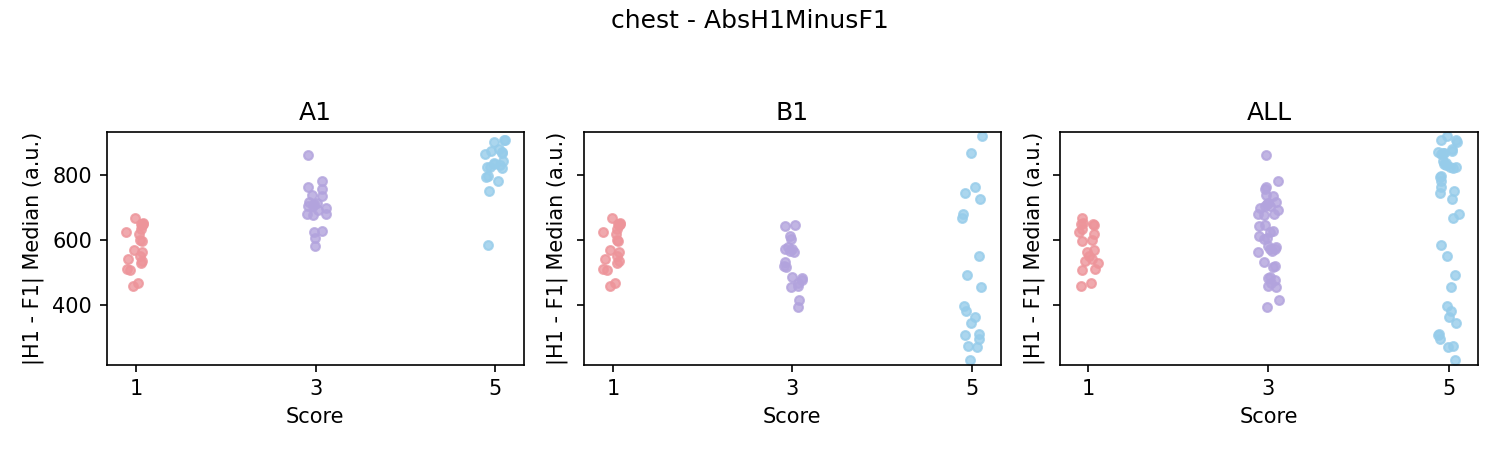 chest - AbsH1MinusF1
A1
B1
ALL
|H1 - F1| Median (a.u.)
800
600
400
1
3
5
Score
|H1 - F1| Median (a.u.)
1
3
5
Score
|H1 - F1| Median (a.u.)
1
3
5
Score